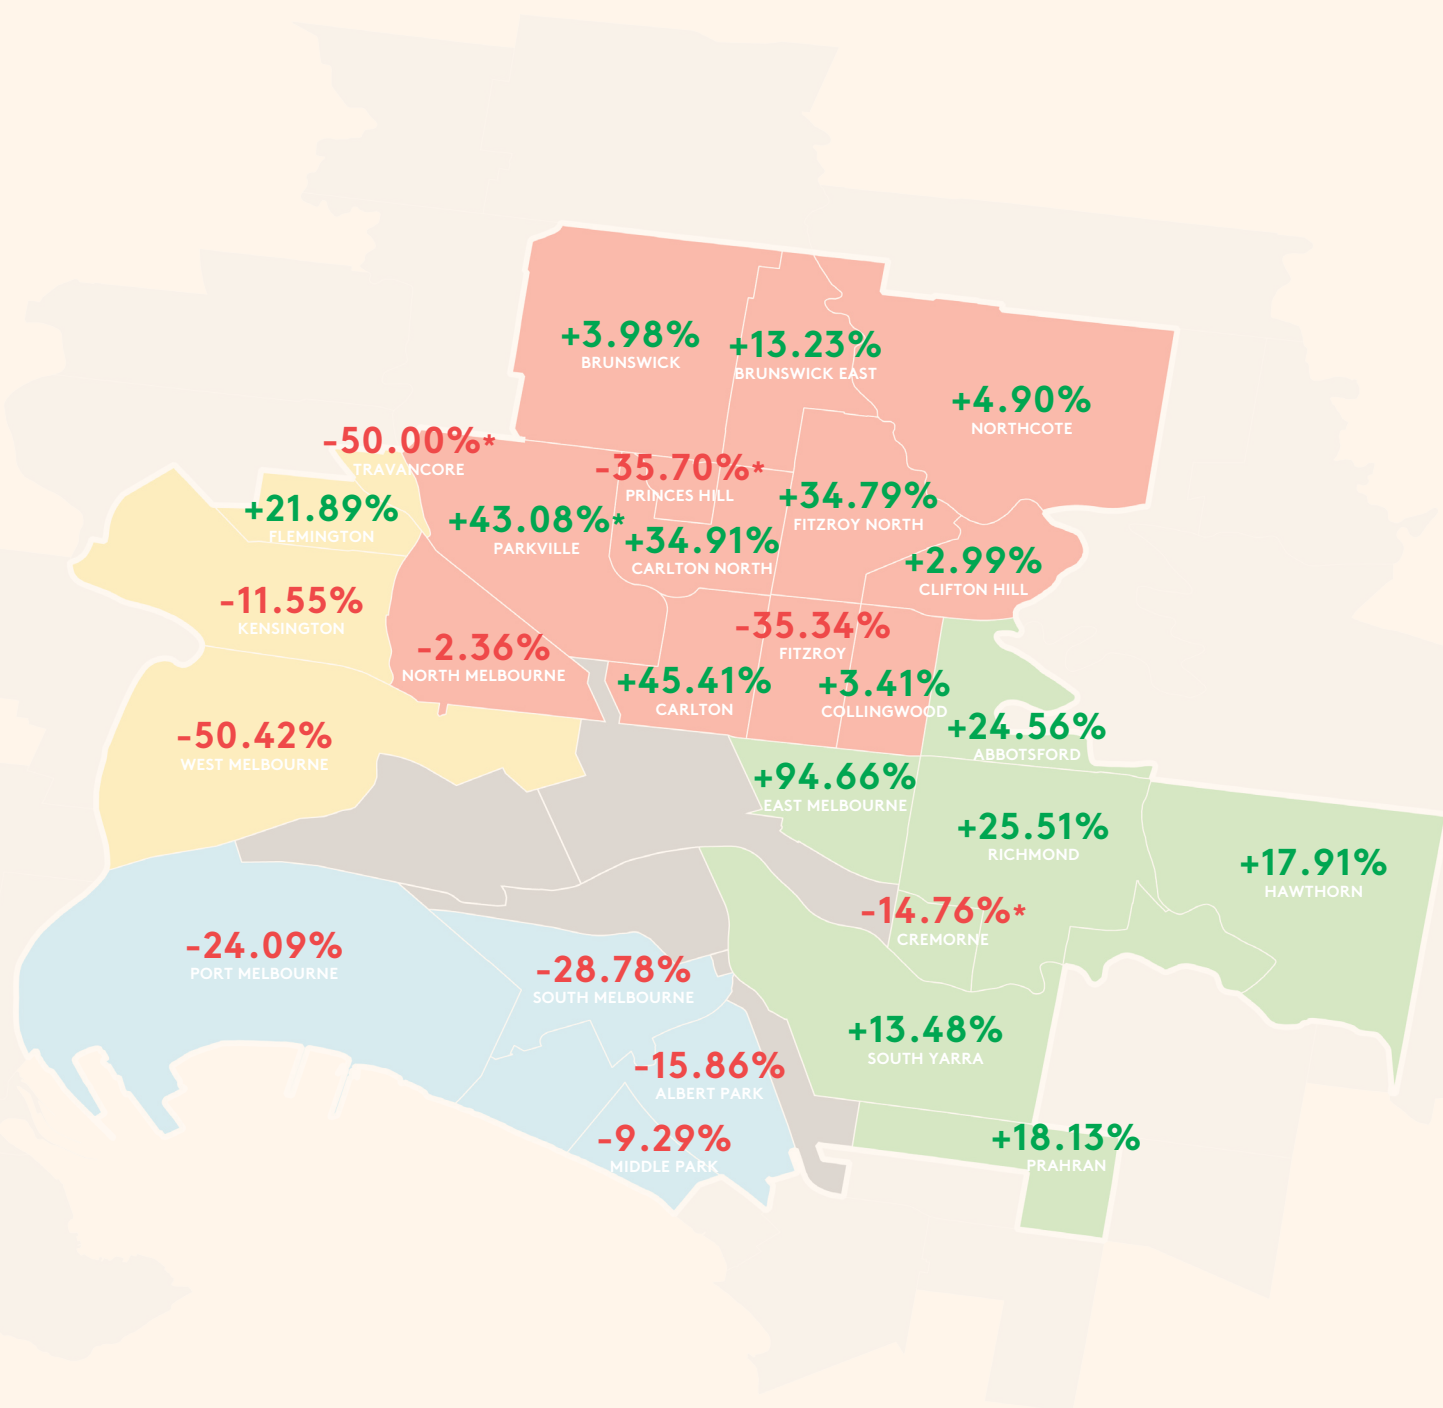 +3.98%
BRUNSWICK
+13.23%
BRUNSWICK EAST
+4.90%
NORTHCOTE
-50.00%*
TRAVANCORE
-35.70%*
PRINCES HILL
+34.79%
FITZROY NORTH
+21.89%
FLEMINGTON
+43.08%*
PARKVILLE
+34.91%
CARLTON NORTH
+2.99%
CLIFTON HILL
-11.55%
KENSINGTON
-35.34%
FITZROY
-2.36%
NORTH MELBOURNE
+45.41%
CARLTON
+3.41%
COLLINGWOOD
-50.42%
WEST MELBOURNE
+24.56%
ABBOTSFORD
+94.66%
EAST MELBOURNE
+25.51%
RICHMOND
+17.91%
HAWTHORN
-14.76%*
CREMORNE
-24.09%
PORT MELBOURNE
-28.78%
SOUTH MELBOURNE
+13.48%
SOUTH YARRA
-15.86%
ALBERT PARK
-9.29%
MIDDLE PARK
+18.13%
PRAHRAN